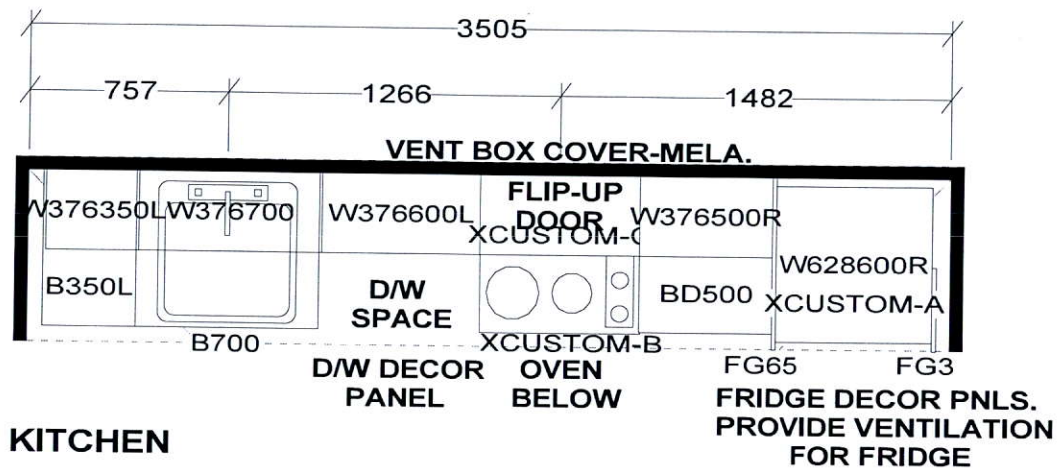 3505
757 1266 1482
VENT BOX COVER-MELA.
W376350L W376700 W376600L FLIP-UP DOOR W376500R
XCUSTOM-C
W628600R
B350L D/W SPACE BD500 XCUSTOM-A
B700 XCUSTOM-B
D/W DECOR PANEL OVEN BELOW FG65 FG3
FRIDGE DECOR PNLS.
PROVIDE VENTILATION
FOR FRIDGE
KITCHEN